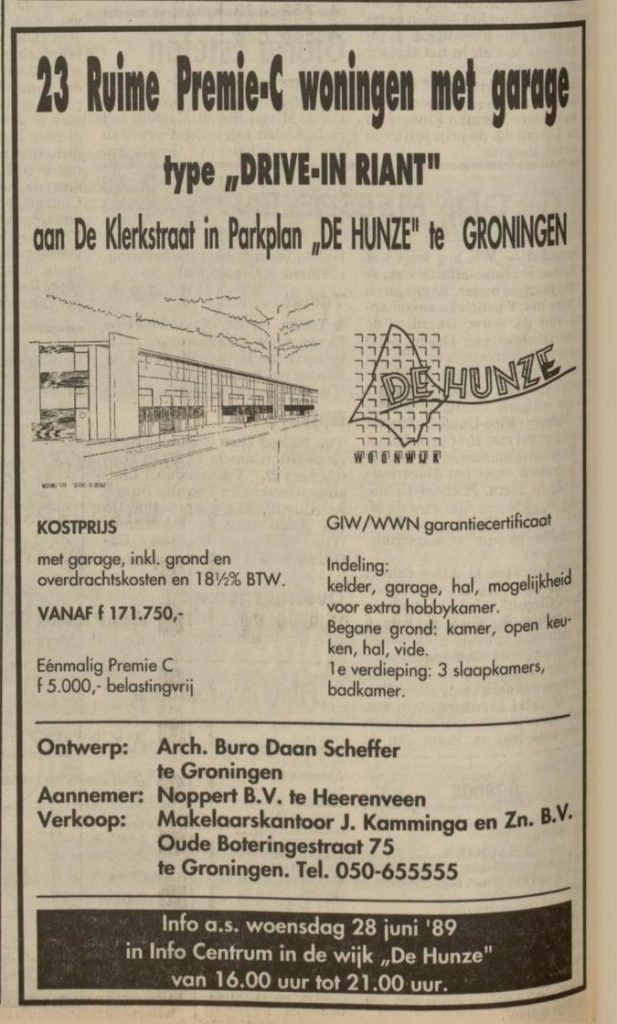 23 Ruime Premie-C woningen met garage
type „DRIVE-IN RIANT"
aan De Klerkstraat in Parkplan „DE HUNZE" te GRONINGEN
DE HUNZE
WOONWIJK
KOSTPRIJS
met garage, inkl. grond en
overdrachtskosten en 18½% BTW.
VANAF f 171.750,-
Eénmalig Premie C
f 5.000,- belastingvrij
GIW/WWN garantiecertificaat
Indeling:
kelder, garage, hal, mogelijkheid
voor extra hobbykamer.
Begane grond: kamer, open keu-
ken, hal, vide.
1e verdieping: 3 slaapkamers,
badkamer.
Ontwerp: Arch. Buro Daan Scheffer
te Groningen
Aannemer: Noppert B.V. te Heerenveen
Verkoop: Makelaarskantoor J. Kamminga en Zn. B.V.
Oude Boteringestraat 75
te Groningen. Tel. 050-655555
Info a.s. woensdag 28 juni '89
in Info Centrum in de wijk „De Hunze"
van 16.00 uur tot 21.00 uur.